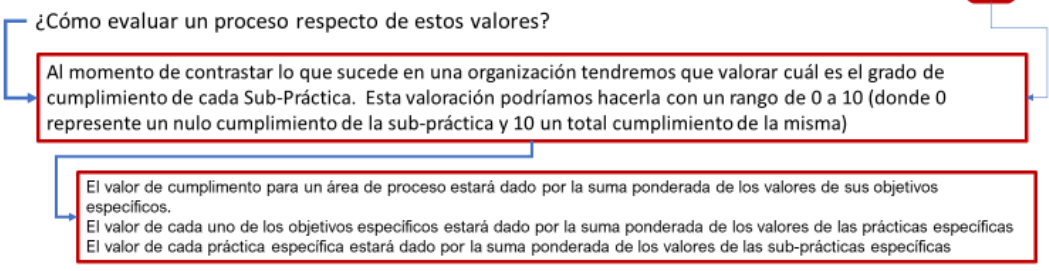 ¿Cómo evaluar un proceso respecto de estos valores?
Al momento de contrastar lo que sucede en una organización tendremos que valorar cuál es el grado de
cumplimiento de cada Sub-Práctica. Esta valoración podríamos hacerla con un rango de 0 a 10 (donde 0
represente un nulo cumplimiento de la sub-práctica y 10 un total cumplimiento de la misma)
El valor de cumplimento para un área de proceso estará dado por la suma ponderada de los valores de sus objetivos
específicos.
El valor de cada uno de los objetivos específicos estará dado por la suma ponderada de los valores de las prácticas específicas
El valor de cada práctica específica estará dado por la suma ponderada de los valores de las sub-prácticas específicas